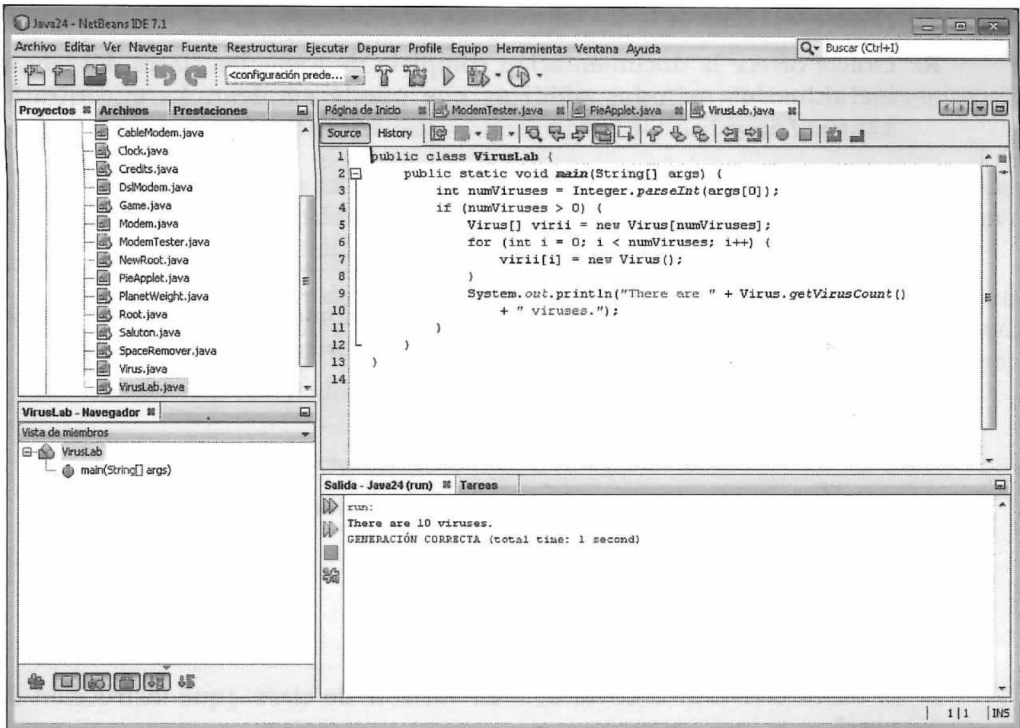 Java24 - NetBeans IDE 7.1
Archivo Editar Ver Navegar Fuente Reestructurar Ejecutar Depurar Profile Equipo Herramientas Ventana Ayuda
Buscar (Ctrl+I)
<configuración prede...
Proyectos Archivos Prestaciones
CableModem.java
Clock.java
Credits.java
DslModem.java
Game.java
Modem.java
ModemTester.java
NewRoot.java
PieApplet.java
PlanetWeight.java
Root.java
Saluton.java
SpaceRemover.java
Virus.java
VirusLab.java
VirusLab - Navegador
Vista de miembros
VirusLab
main(String[] args)
Página de Inicio ModemTester.java PieApplet.java VirusLab.java
Source History
1 public class VirusLab {
2 public static void main(String[] args) {
3 int numViruses = Integer.parseInt(args[0]);
4 if (numViruses > 0) {
5 Virus[] virii = new Virus[numViruses];
6 for (int i = 0; i < numViruses; i++) {
7 virii[i] = new Virus();
8 }
9 System.out.println("There are " + Virus.getVirusCount()
10 + " viruses.");
11 }
12 }
13 }
14
Salida - Java24 (run) Tareas
run:
There are 10 viruses.
GENERACIÓN CORRECTA (total time: 1 second)
1|1 INS